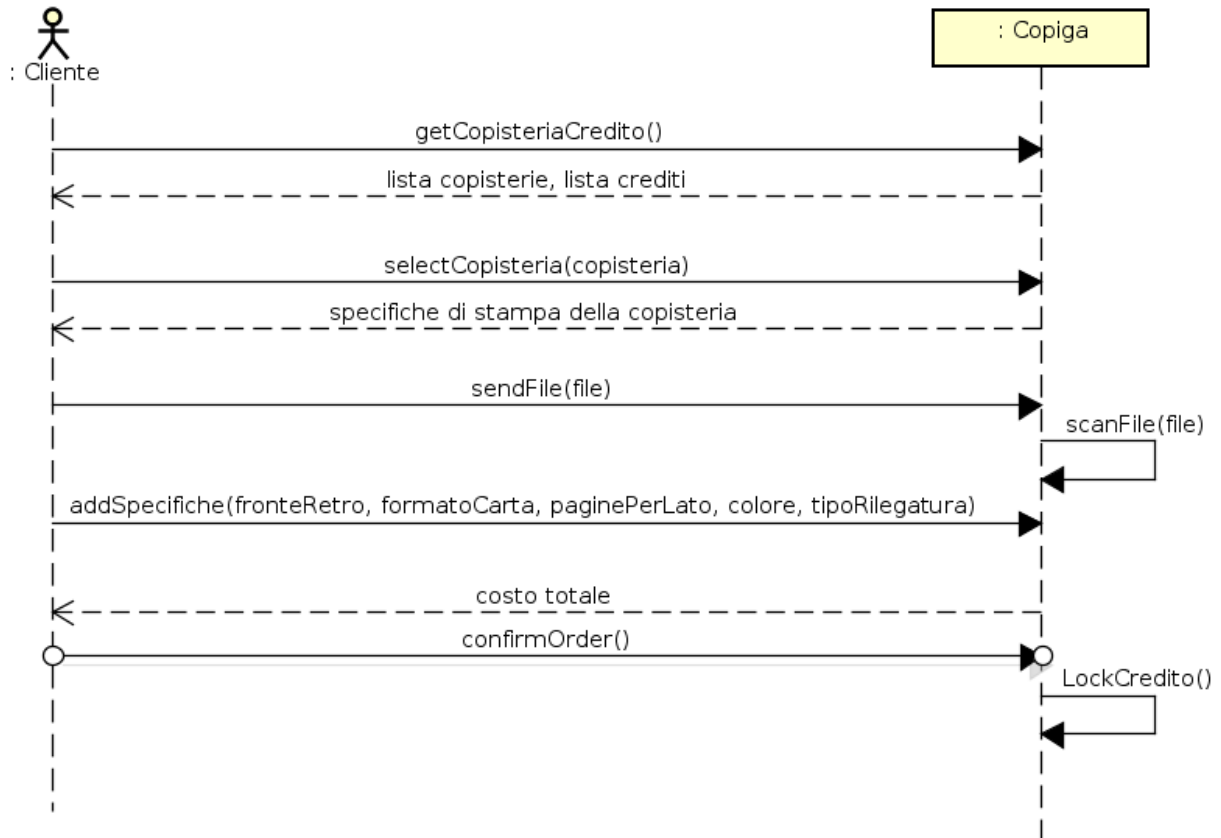 : Cliente
: Copiga
getCopisteriaCredito()
lista copisterie, lista crediti
selectCopisteria(copisteria)
specifiche di stampa della copisteria
sendFile(file)
scanFile(file)
addSpecifiche(fronteRetro, formatoCarta, paginePerLato, colore, tipoRilegatura)
costo totale
confirmOrder()
LockCredito()